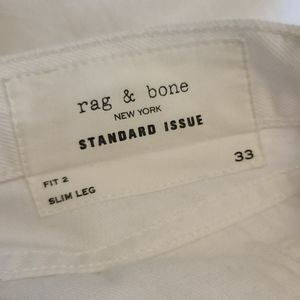 rag & bone
NEW YORK
STANDARD ISSUE
FIT 2
SLIM LEG
33